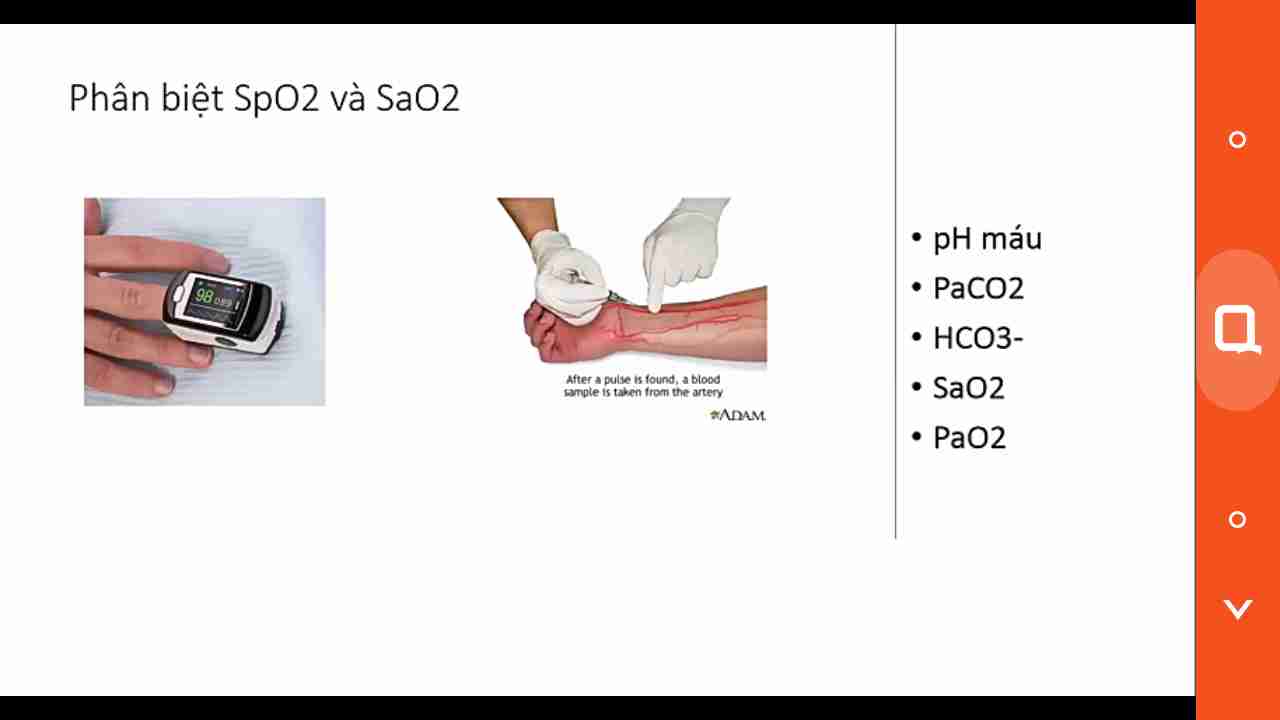 Phân biệt SpO2 và SaO2
98
After a pulse is found, a blood
sample is taken from the artery
ADAM.
• pH máu
• PaCO2
• HCO3-
• SaO2
• PaO2